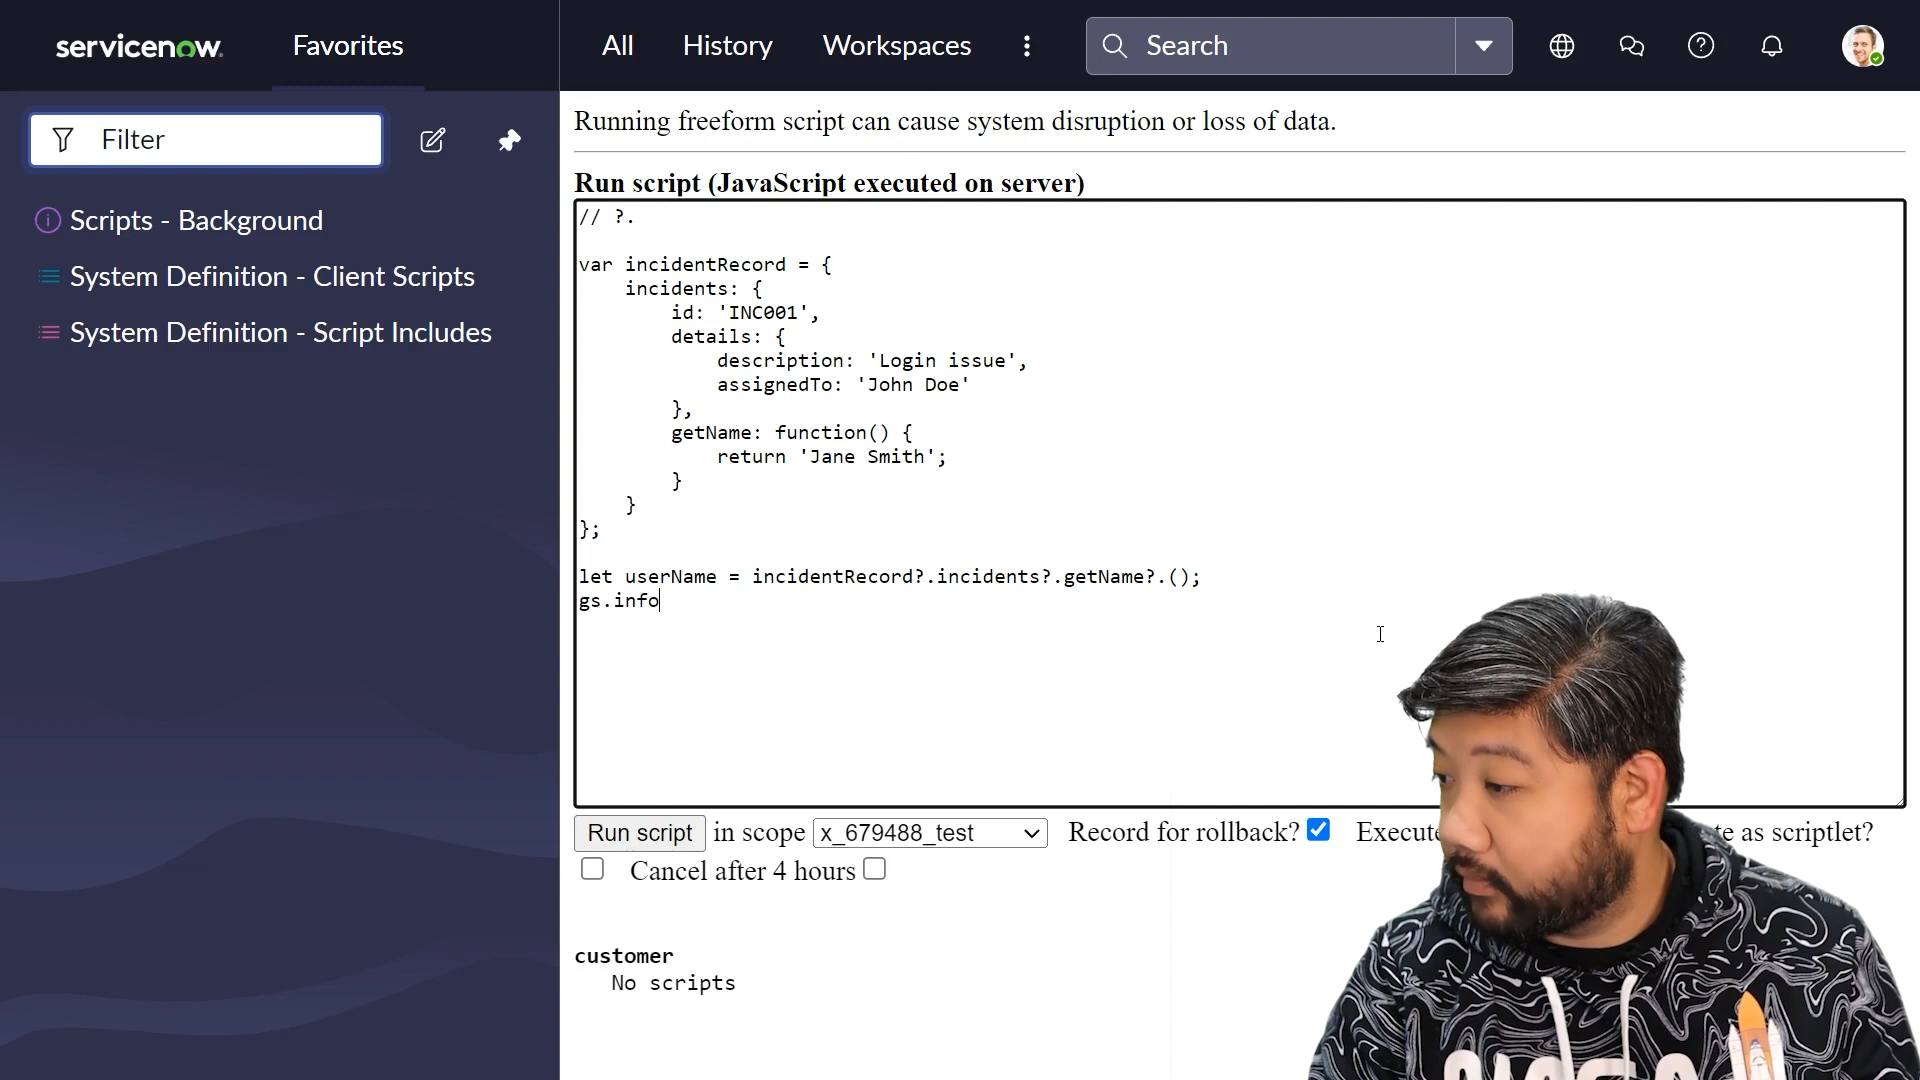 servicenow
Favorites
All
History
Workspaces
Search
Filter
Scripts - Background
System Definition - Client Scripts
System Definition - Script Includes
Running freeform script can cause system disruption or loss of data.
Run script (JavaScript executed on server)
// ?.
var incidentRecord = {
incidents: {
id: 'INC001',
details: {
description: 'Login issue',
assignedTo: 'John Doe'
},
getName: function() {
return 'Jane Smith';
}
}
};
let userName = incidentRecord?.incidents?.getName?.();
gs.info
Run script in scope x_679488_test Record for rollback? Execute as scriptlet?
Cancel after 4 hours
customer
No scripts